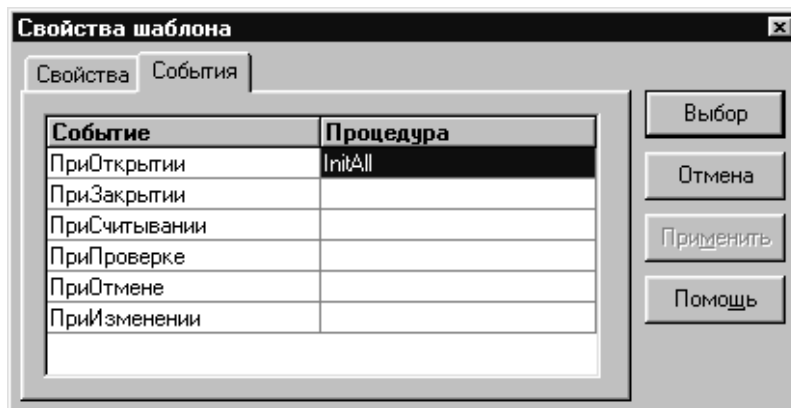 Свойства шаблона
Свойства События
Событие Процедура
ПриОткрытии InitAll
ПриЗакрытии
ПриСчитывании
ПриПроверке
ПриОтмене
ПриИзменении
Выбор
Отмена
Применить
Помощь